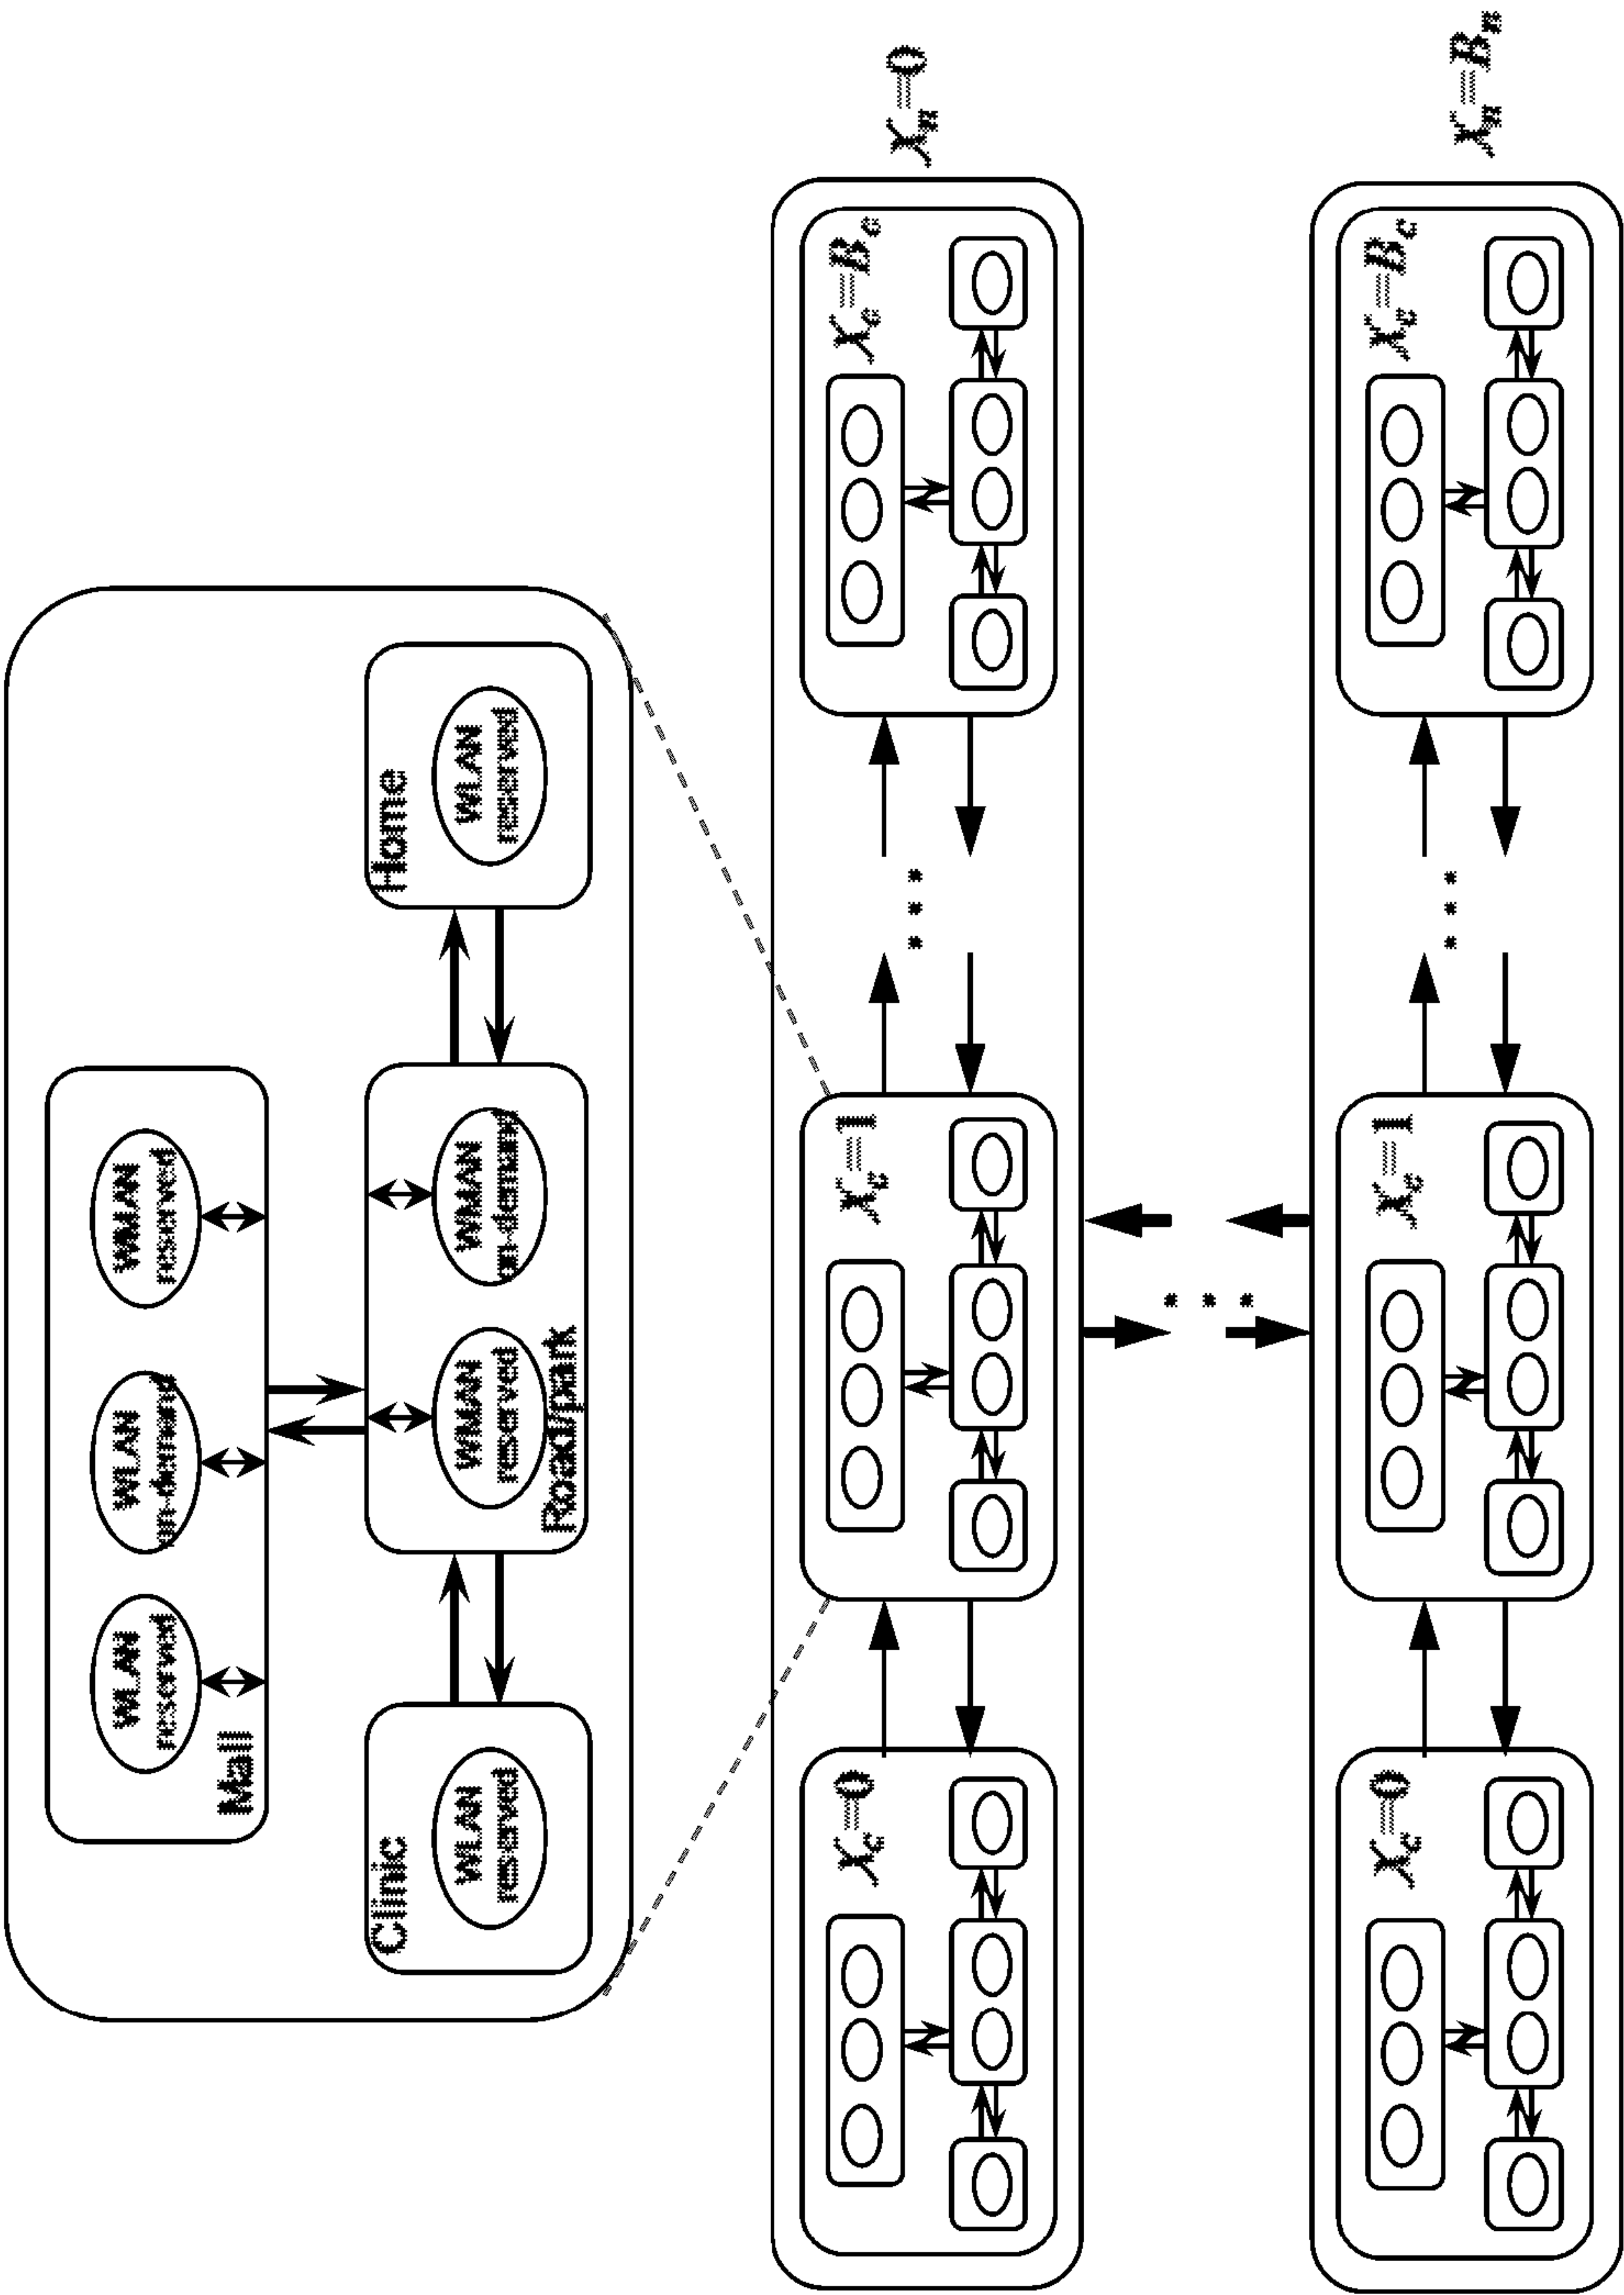 WLAN
reserved
WLAN
on-demand
WMAN
reserved
Mall
Clinic
WLAN
reserved
WMAN
reserved
WMAN
on-demand
Road/park
Home
WLAN
reserved
X_c=0
X_c=1
...
X_c=B_c
X_n=0
...
X_c=0
X_c=1
...
X_c=B_c
X_n=B_n